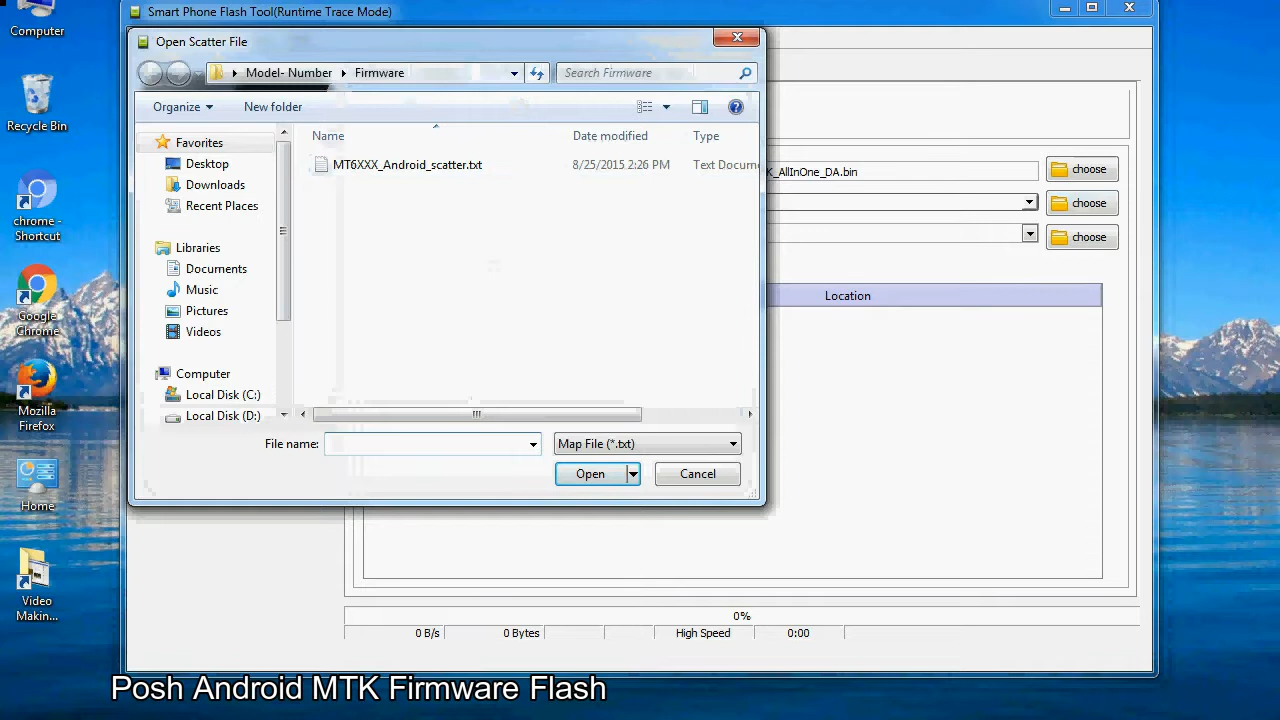 Computer
Recycle Bin
chrome -
Shortcut
Google
Chrome
Mozilla
Firefox
Home
Video
Makin...
Smart Phone Flash Tool(Runtime Trace Mode)
Open Scatter File
Model- Number
Firmware
Search Firmware
Organize
New folder
Favorites
Desktop
Downloads
Recent Places
Libraries
Documents
Music
Pictures
Videos
Computer
Local Disk (C:)
Local Disk (D:)
Name
Date modified
Type
MT6XXX_Android_scatter.txt
8/25/2015 2:26 PM
Text Docum
File name:
Map File (*.txt)
Open
Cancel
K_AllInOne_DA.bin
choose
choose
choose
Location
0%
0 B/s
0 Bytes
High Speed
0:00
Posh Android MTK Firmware Flash